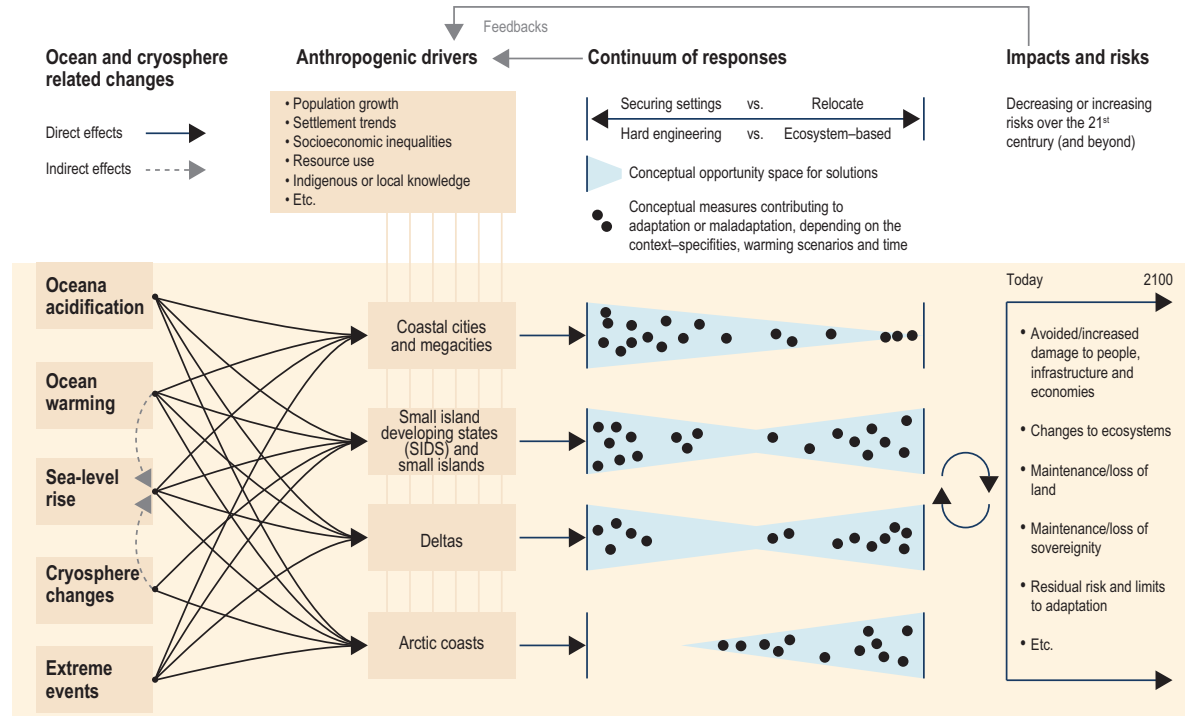 Feedbacks
Ocean and cryosphere
related changes
Direct effects
Indirect effects
Anthropogenic drivers
• Population growth
• Settlement trends
• Socioeconomic inequalities
• Resource use
• Indigenous or local knowledge
• Etc.
Continuum of responses
Securing settings vs. Relocate
Hard engineering vs. Ecosystem–based
Conceptual opportunity space for solutions
Conceptual measures contributing to
adaptation or maladaptation, depending on the
context–specifities, warming scenarios and time
Impacts and risks
Decreasing or increasing
risks over the 21st
centrury (and beyond)
Oceana
acidification
Ocean
warming
Sea-level
rise
Cryosphere
changes
Extreme
events
Coastal cities
and megacities
Small island
developing states
(SIDS) and
small islands
Deltas
Arctic coasts
Today 2100
• Avoided/increased
damage to people,
infrastructure and
economies
• Changes to ecosystems
• Maintenance/loss of
land
• Maintenance/loss of
sovereignity
• Residual risk and limits
to adaptation
• Etc.